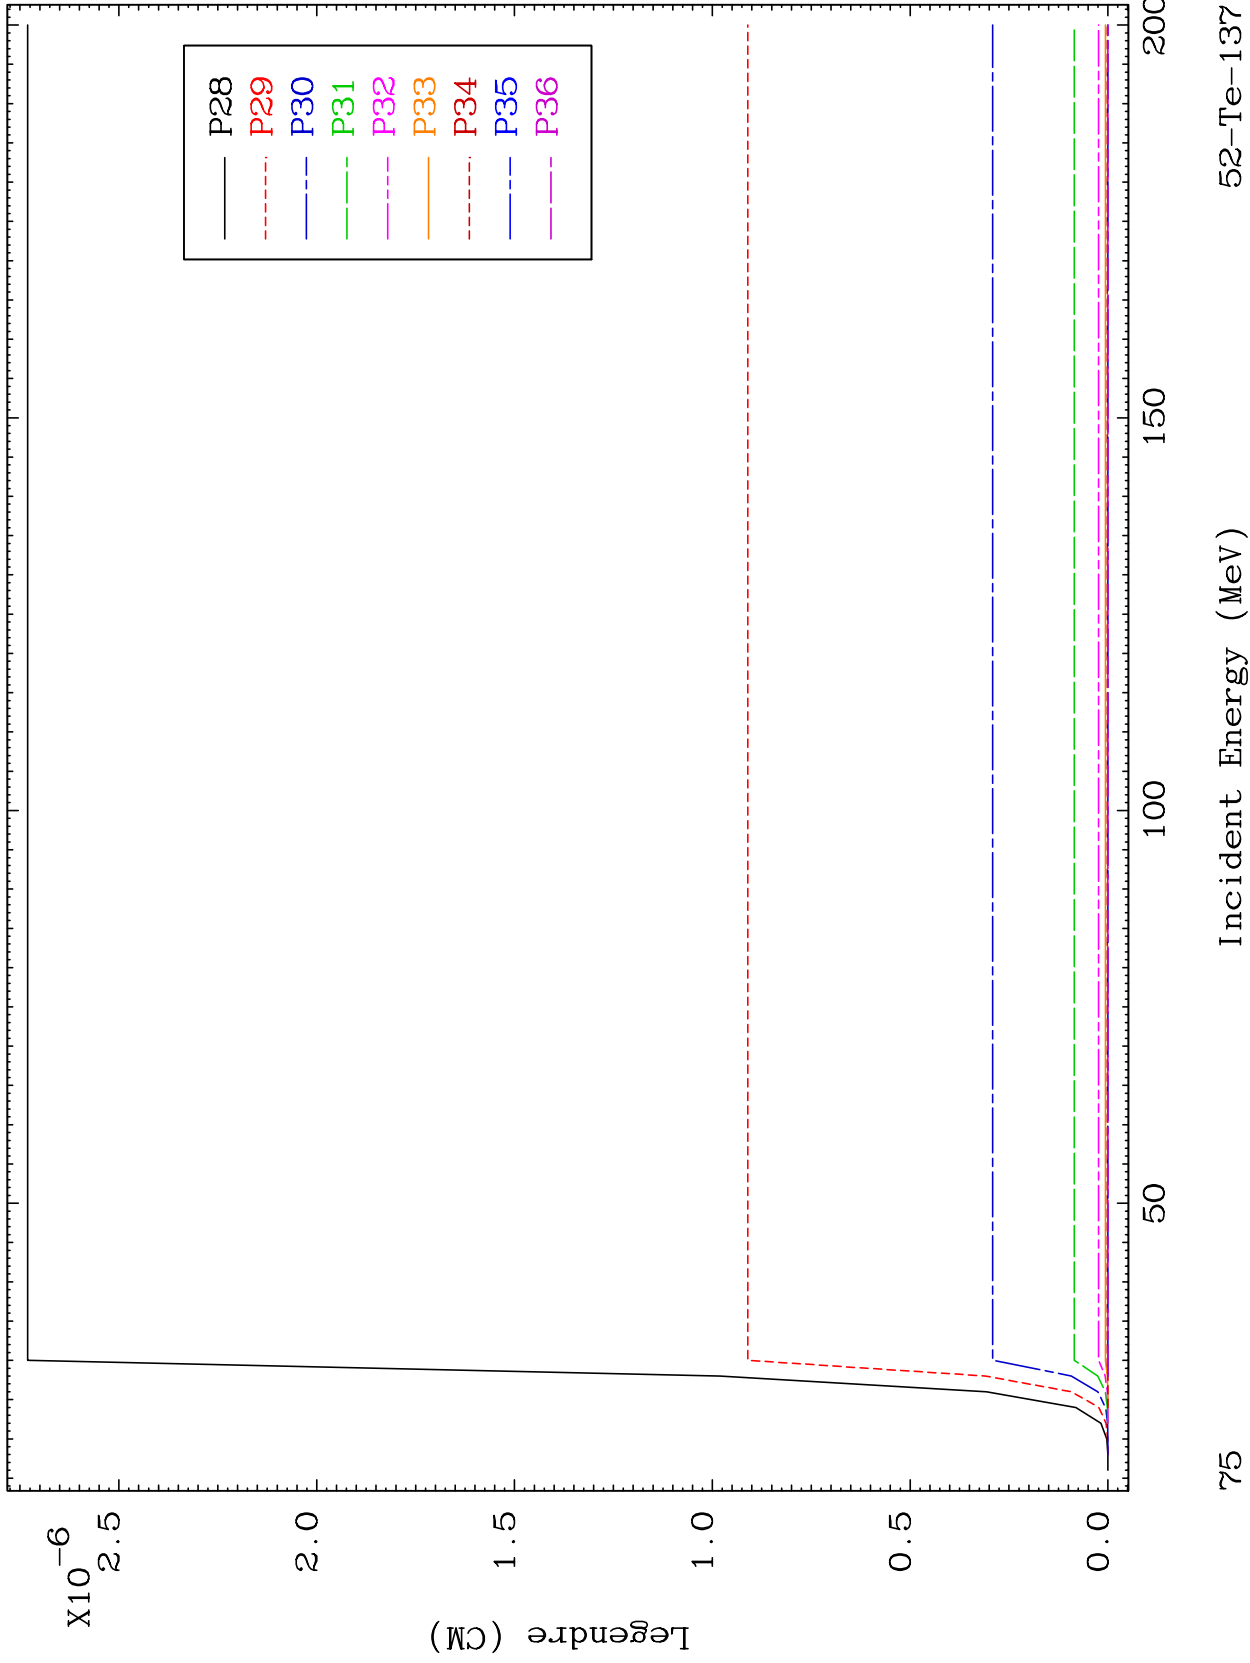 X10-6
2.5
2.0
1.5
1.0
0.5
0.0
Legendre (CM)
P28
P29
P30
P31
P32
P33
P34
P35
P36
50
100
150
200
75
Incident Energy (MeV)
52-Te-137